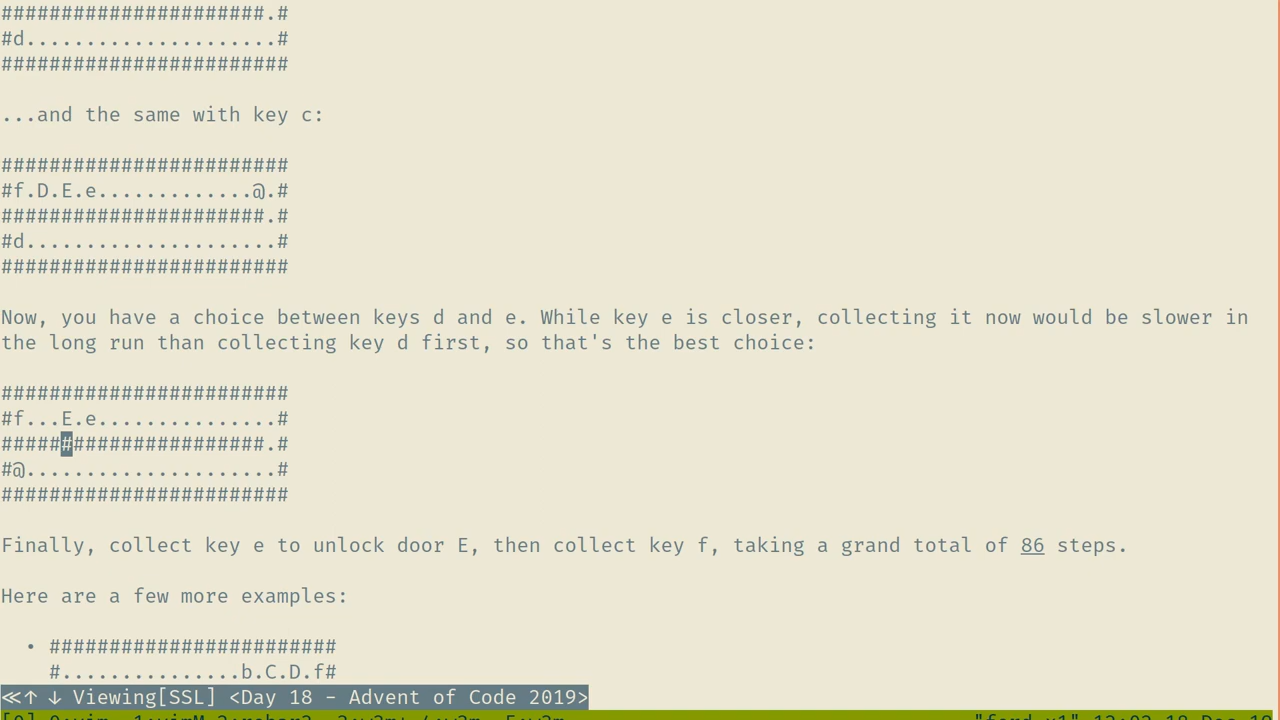 ######################.#
#d.....................#
########################
...and the same with key c:
########################
#f.D.E.e.............@.#
######################.#
#d.....................#
########################
Now, you have a choice between keys d and e. While key e is closer, collecting it now would be slower in
the long run than collecting key d first, so that's the best choice:
########################
#f...E.e...............#
######################.#
#@.....................#
########################
Finally, collect key e to unlock door E, then collect key f, taking a grand total of 86 steps.
Here are a few more examples:
• ########################
#...............b.C.D.f#
≪↑ ↓ Viewing[SSL] <Day 18 - Advent of Code 2019>